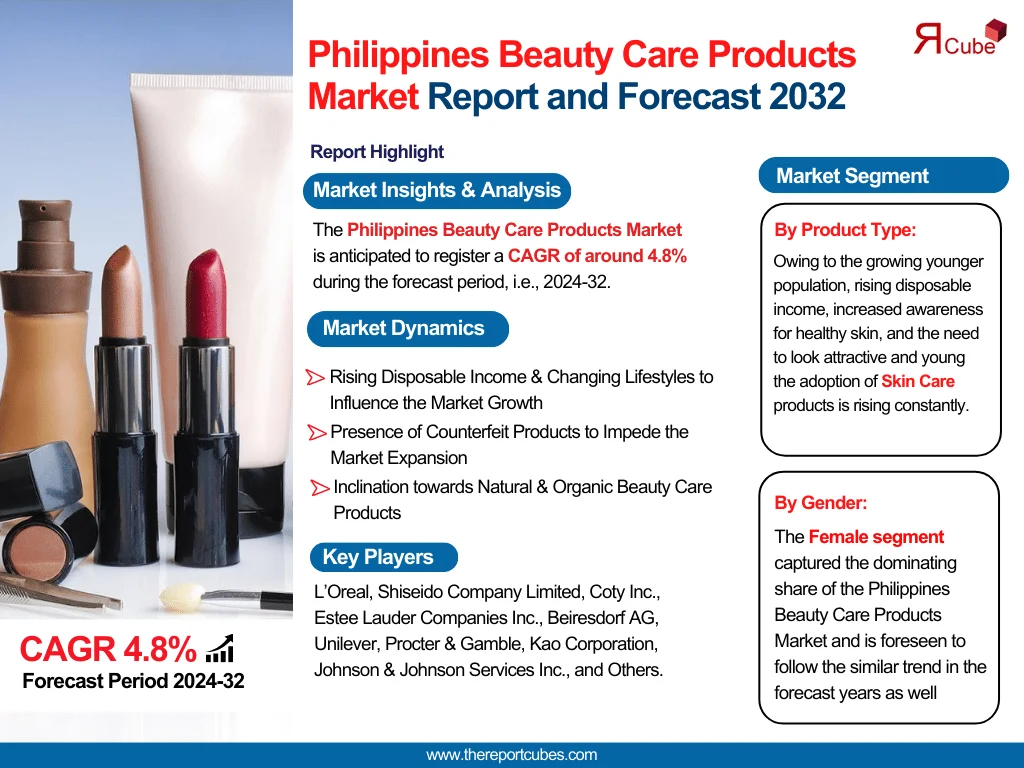 Philippines Beauty Care Products
Market Report and Forecast 2032
ЯCube
Report Highlight
Market Insights & Analysis
The Philippines Beauty Care Products Market
is anticipated to register a CAGR of around 4.8%
during the forecast period, i.e., 2024-32.
Market Dynamics
Rising Disposable Income & Changing Lifestyles to
Influence the Market Growth
Presence of Counterfeit Products to Impede the
Market Expansion
Inclination towards Natural & Organic Beauty Care
Products
Key Players
L’Oreal, Shiseido Company Limited, Coty Inc.,
Estee Lauder Companies Inc., Beiresdorf AG,
Unilever, Procter & Gamble, Kao Corporation,
Johnson & Johnson Services Inc., and Others.
Market Segment
By Product Type:
Owing to the growing younger
population, rising disposable
income, increased awareness
for healthy skin, and the need
to look attractive and young
the adoption of Skin Care
products is rising constantly.
By Gender:
The Female segment
captured the dominating
share of the Philippines
Beauty Care Products
Market and is foreseen to
follow the similar trend in the
forecast years as well
CAGR 4.8%
Forecast Period 2024-32
www.thereportcubes.com